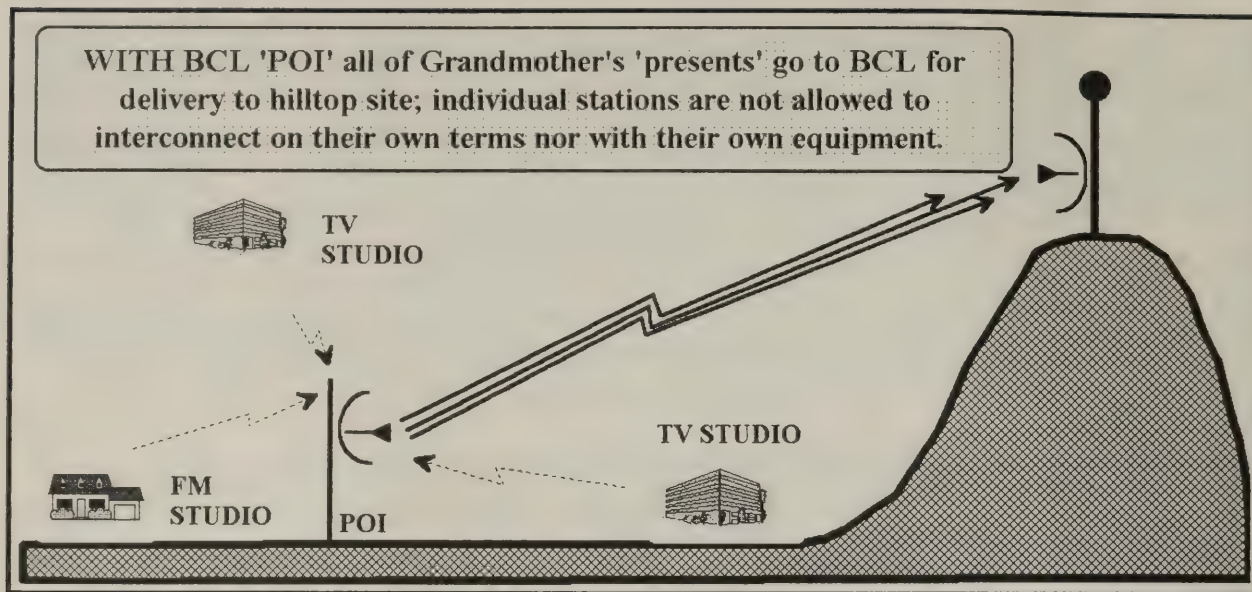 WITH BCL 'POI' all of Grandmother's 'presents' go to BCL for
delivery to hilltop site; individual stations are not allowed to
interconnect on their own terms nor with their own equipment.
TV
STUDIO
TV STUDIO
FM
STUDIO
POI